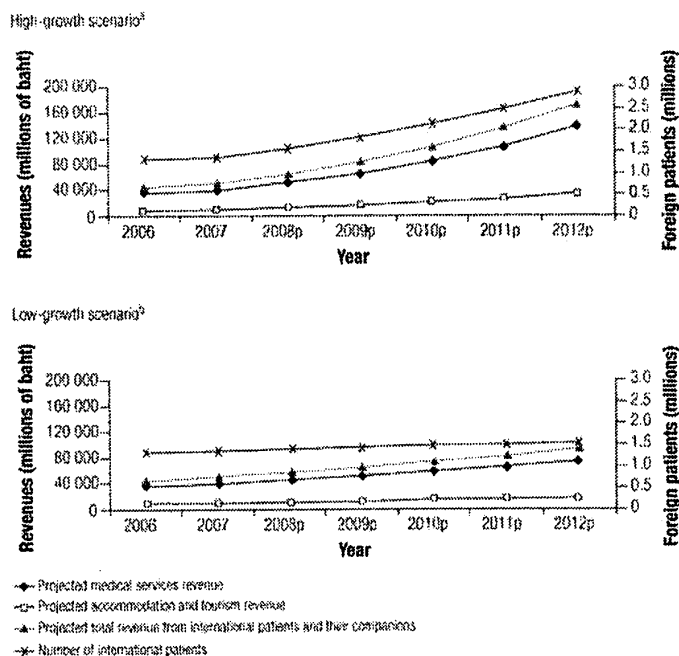 High-growth scenarioᵃ
Revenues (millions of baht)
200 000
160 000
120 000
80 000
40 000
0
2006 2007 2008p 2009p 2010p 2011p 2012p
Year
3.0
2.5
2.0
1.5
1.0
0.5
0
Foreign patients (millions)
Low-growth scenarioᵇ
Revenues (millions of baht)
200 000
160 000
120 000
80 000
40 000
0
2006 2007 2008p 2009p 2010p 2011p 2012p
Year
3.0
2.5
2.0
1.5
1.0
0.5
0
Foreign patients (millions)
Projected medical services revenue
Projected accommodation and tourism revenue
Projected total revenue from international patients and their companions
Number of international patients